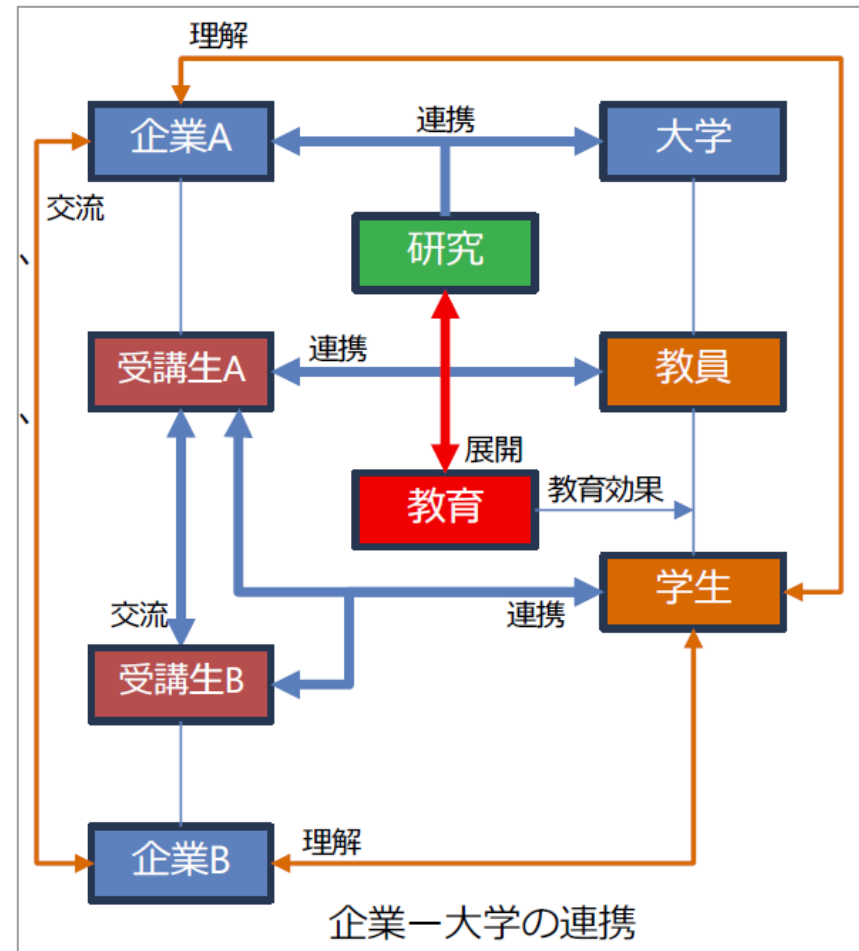 理解
企業A
連携
大学
交流
研究
受講生A
連携
教員
展開
教育
教育効果
学生
交流
連携
受講生B
企業B
理解
企業ー大学の連携